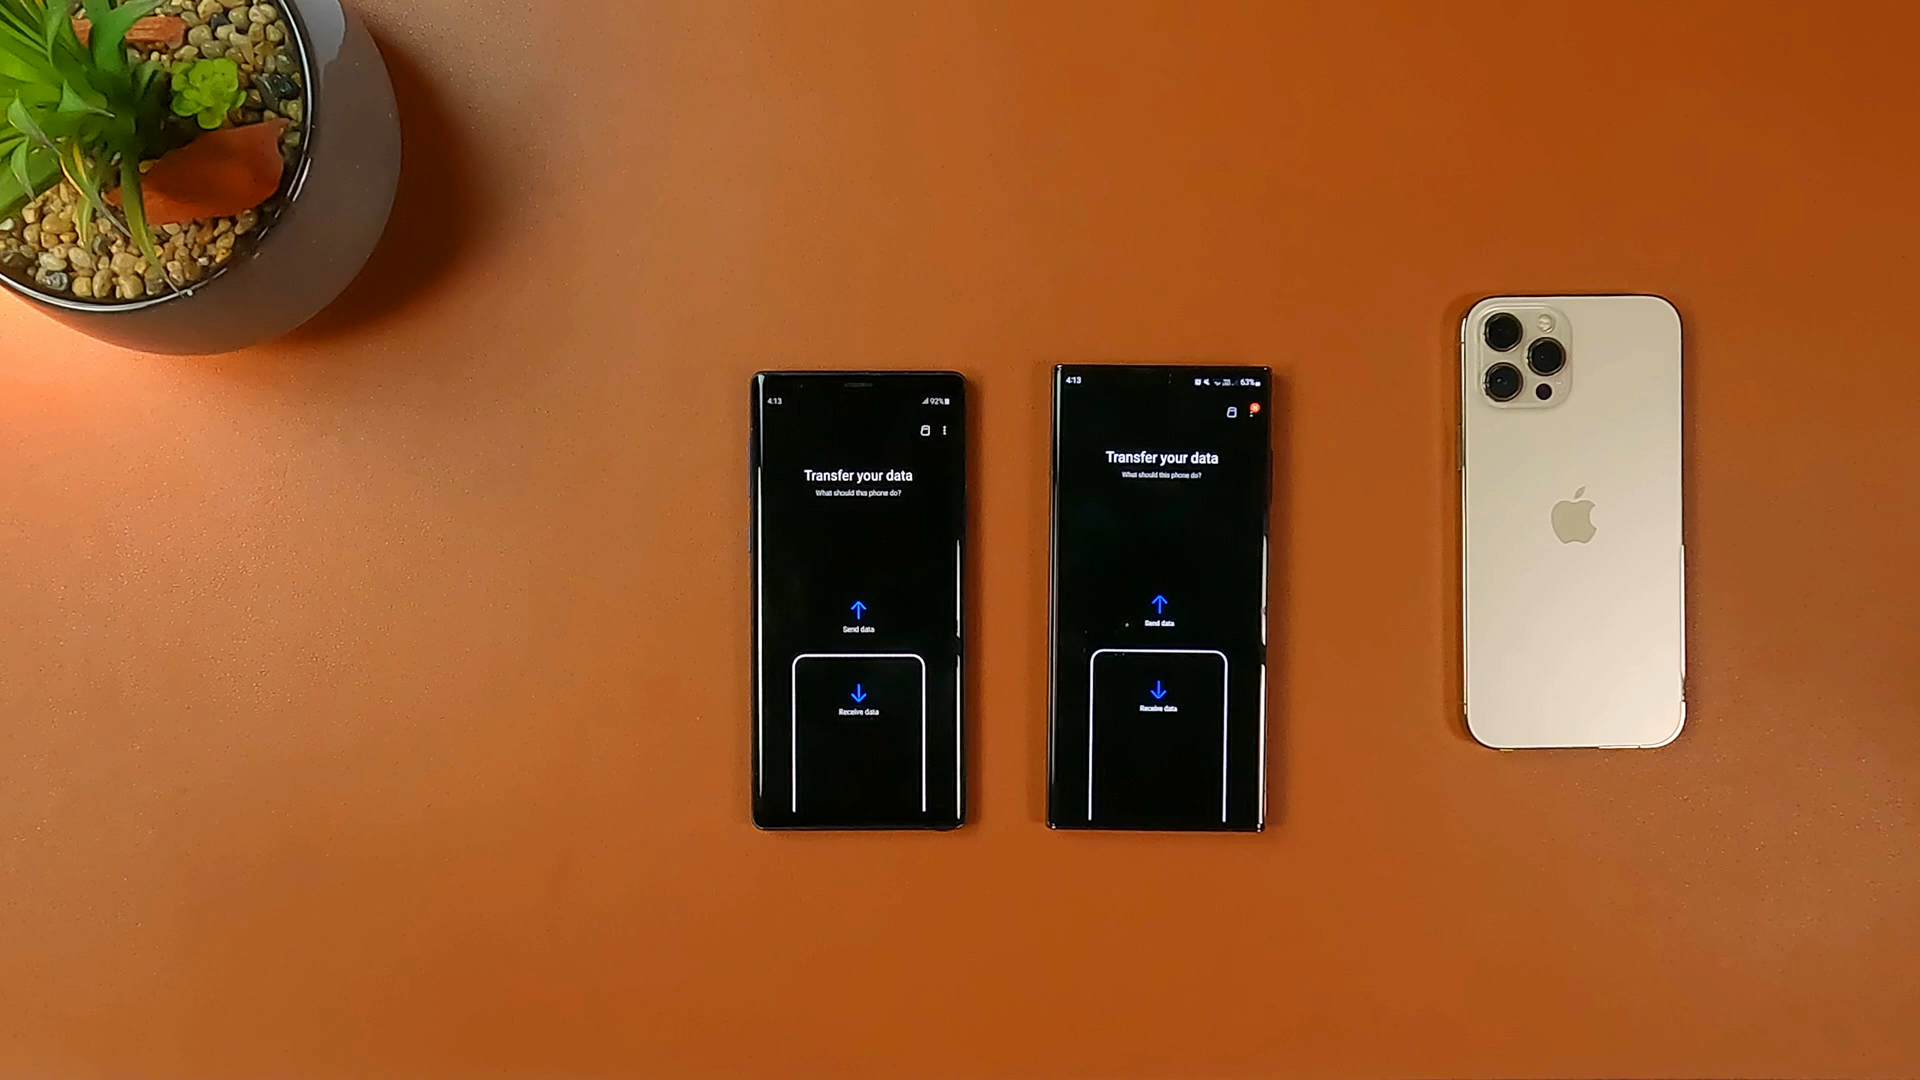 4:13
92%
Transfer your data
What should this phone do?
Send data
Receive data
4:13
63%
Transfer your data
What should this phone do?
Send data
Receive data